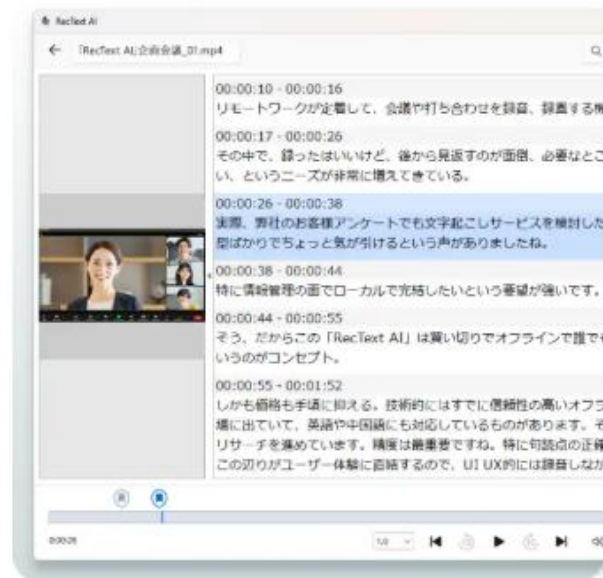 RecText AI
「RecText AI」企画会議_01.mp4
00:00:10 - 00:00:16
リモートワークが定着して、会議や打ち合わせを録音、録画する機
00:00:17 - 00:00:26
その中で、録ったはいいけど、後から見返すのが面倒、必要なとこ
い、というニーズが非常に増えてきている。
00:00:26 - 00:00:38
実際、弊社のお客様アンケートでも文字起こしサービスを検討した
型ばかりでちょっと気が引けるという声がありましたね。
00:00:38 - 00:00:44
特に情報管理の面でローカルで完結したいという要望が強いです。
00:00:44 - 00:00:55
そう、だからこの「RecText AI」は買い切りでオフラインで誰でも
いうのがコンセプト。
00:00:55 - 00:01:52
しかも価格も手頃に抑える。技術的にはすでに信頼性の高いオフラ
場に出ていて、英語や中国語にも対応しているものがあります。そ
リサーチを進めています。精度は最重要ですね。特に句読点の正確
この辺りがユーザー体験に直結するので、UI UX的には録音しなが
0:00:26
1.0